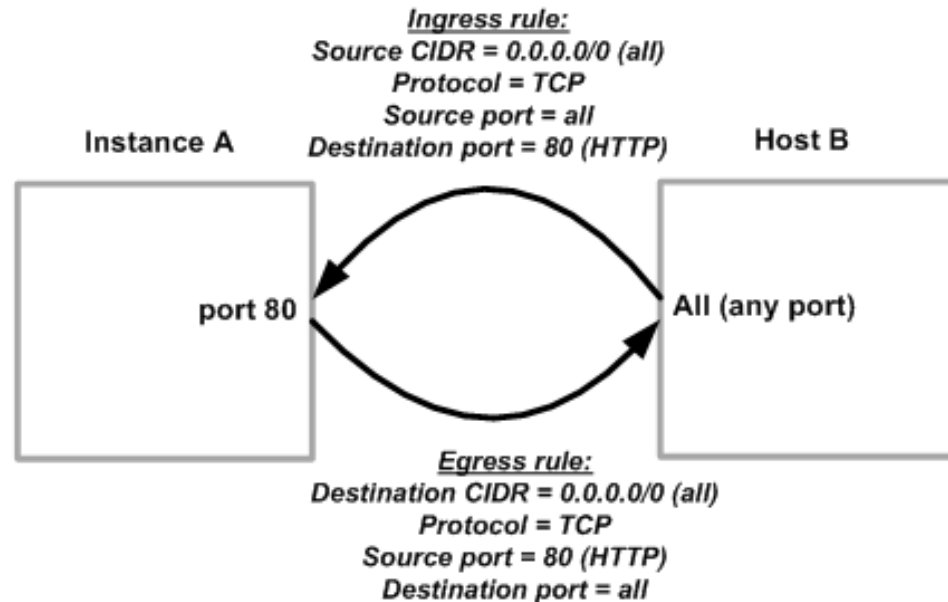 Ingress rule:
Source CIDR = 0.0.0.0/0 (all)
Protocol = TCP
Source port = all
Destination port = 80 (HTTP)
Instance A
Host B
port 80
All (any port)
Egress rule:
Destination CIDR = 0.0.0.0/0 (all)
Protocol = TCP
Source port = 80 (HTTP)
Destination port = all